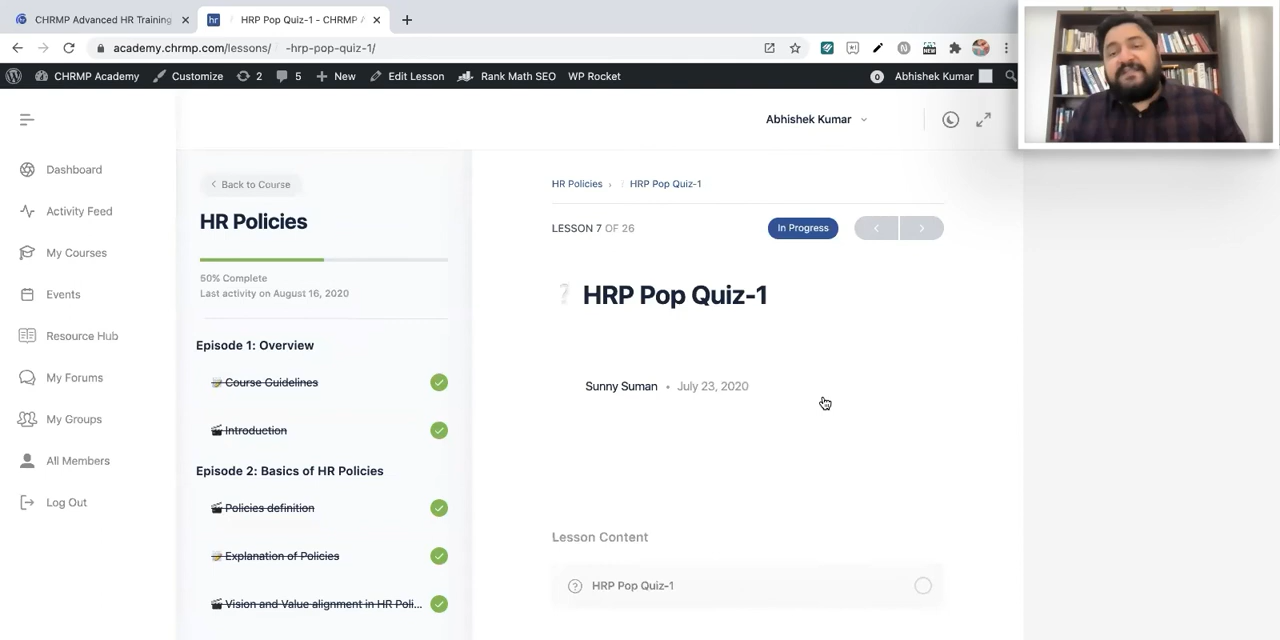 CHRMP Advanced HR Training
hr HRP Pop Quiz-1 - CHRMP A
academy.chrmp.com/lessons/ -hrp-pop-quiz-1/
N
NEW
CHRMP Academy Customize 2 5 New Edit Lesson Rank Math SEO WP Rocket 0 Abhishek Kumar
Abhishek Kumar
Dashboard
Activity Feed
My Courses
Events
Resource Hub
My Forums
My Groups
All Members
Log Out
Back to Course
HR Policies
50% Complete
Last activity on August 16, 2020
Episode 1: Overview
Course Guidelines
Introduction
Episode 2: Basics of HR Policies
Policies definition
Explanation of Policies
Vision and Value alignment in HR Poli...
HR Policies › HRP Pop Quiz-1
LESSON 7 OF 26 In Progress
❔ HRP Pop Quiz-1
Sunny Suman • July 23, 2020
Lesson Content
HRP Pop Quiz-1